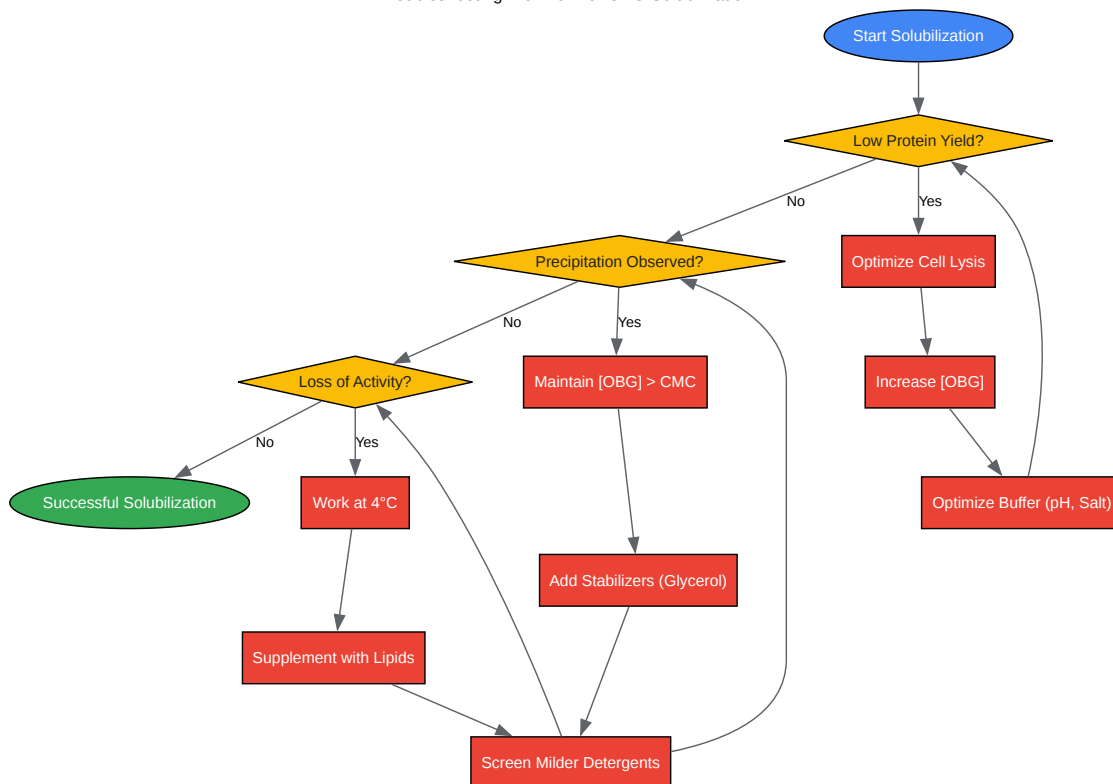 Start Solubilization
Low Protein Yield?
No
Yes
Precipitation Observed?
Optimize Cell Lysis
No
Yes
Loss of Activity?
Maintain [OBG] > CMC
Increase [OBG]
No
Yes
Successful Solubilization
Work at 4°C
Optimize Buffer (pH, Salt)
Add Stabilizers (Glycerol)
Supplement with Lipids
Screen Milder Detergents